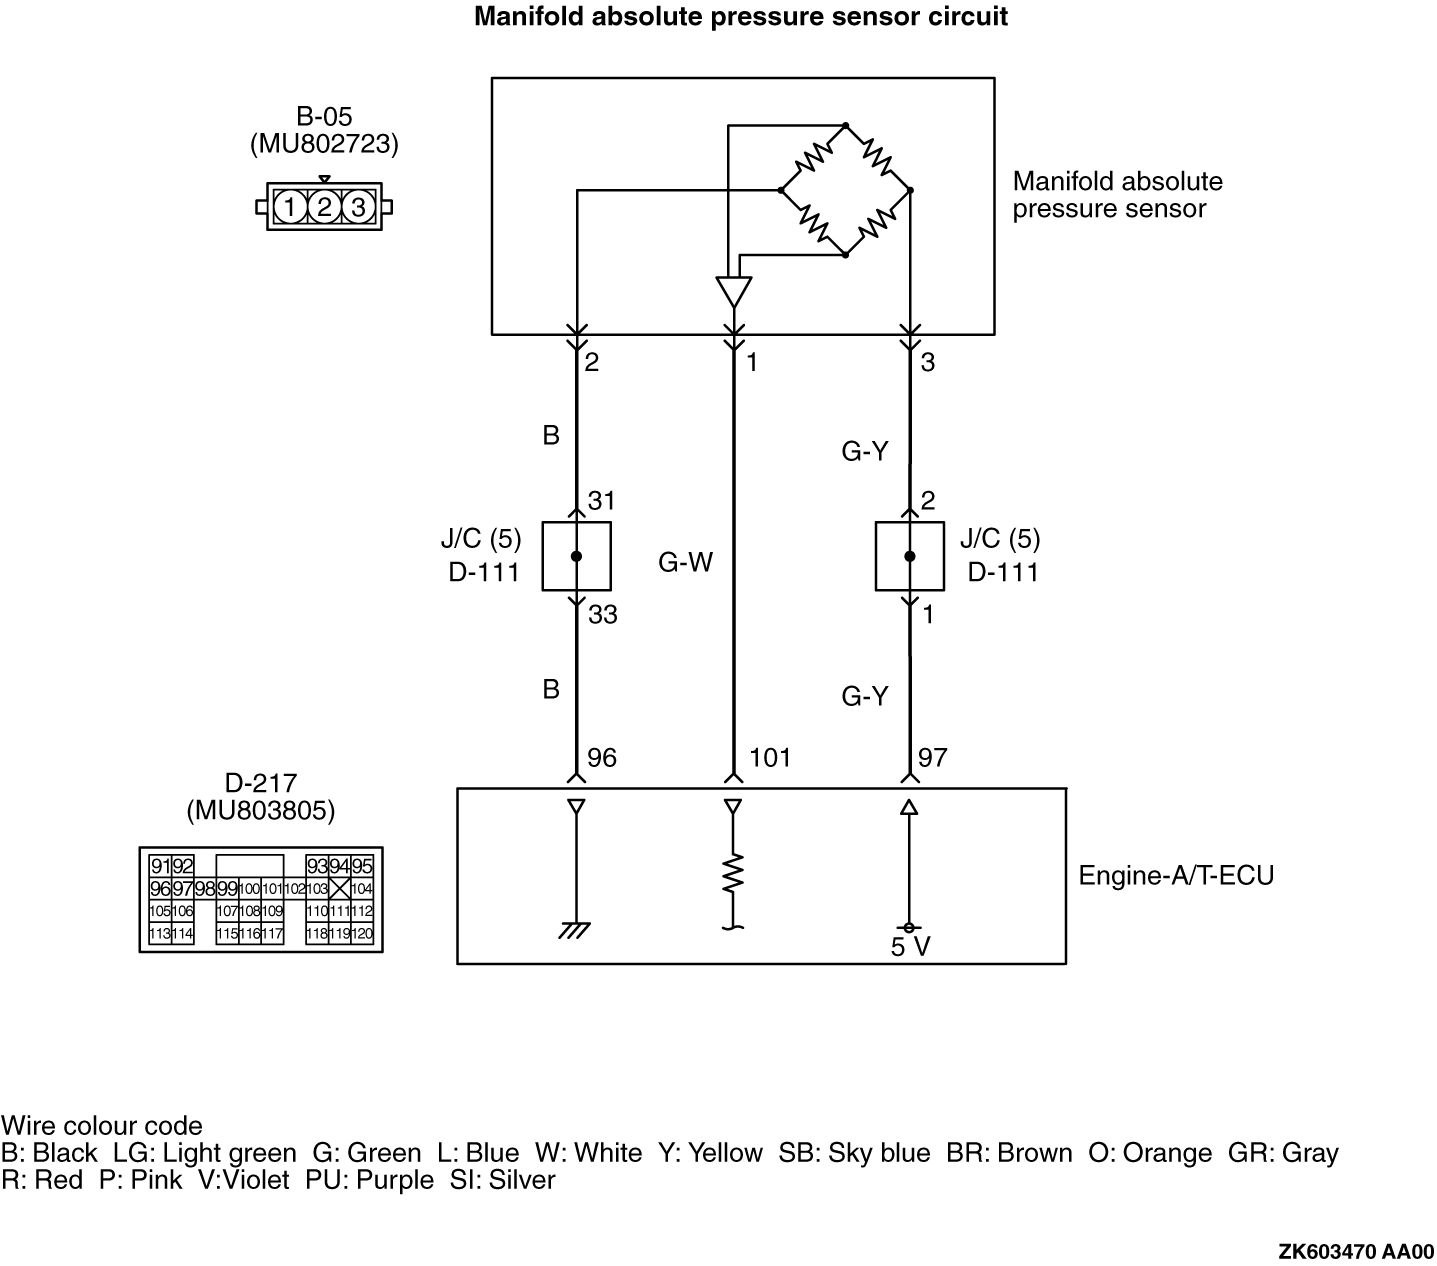 Manifold absolute pressure sensor circuit
B-05
(MU802723)
1 2 3
Manifold absolute
pressure sensor
2 1 3
B
G-Y
31 2
J/C (5)
D-111
G-W
J/C (5)
D-111
33 1
B
G-Y
96 101 97
D-217
(MU803805)
91 92 93 94 95
96 97 98 99 100 101 102 103 104
105 106 107 108 109 110 111 112
113 114 115 116 117 118 119 120
Engine-A/T-ECU
5 V
Wire colour code
B: Black LG: Light green G: Green L: Blue W: White Y: Yellow SB: Sky blue BR: Brown O: Orange GR: Gray
R: Red P: Pink V:Violet PU: Purple SI: Silver
ZK603470 AA00